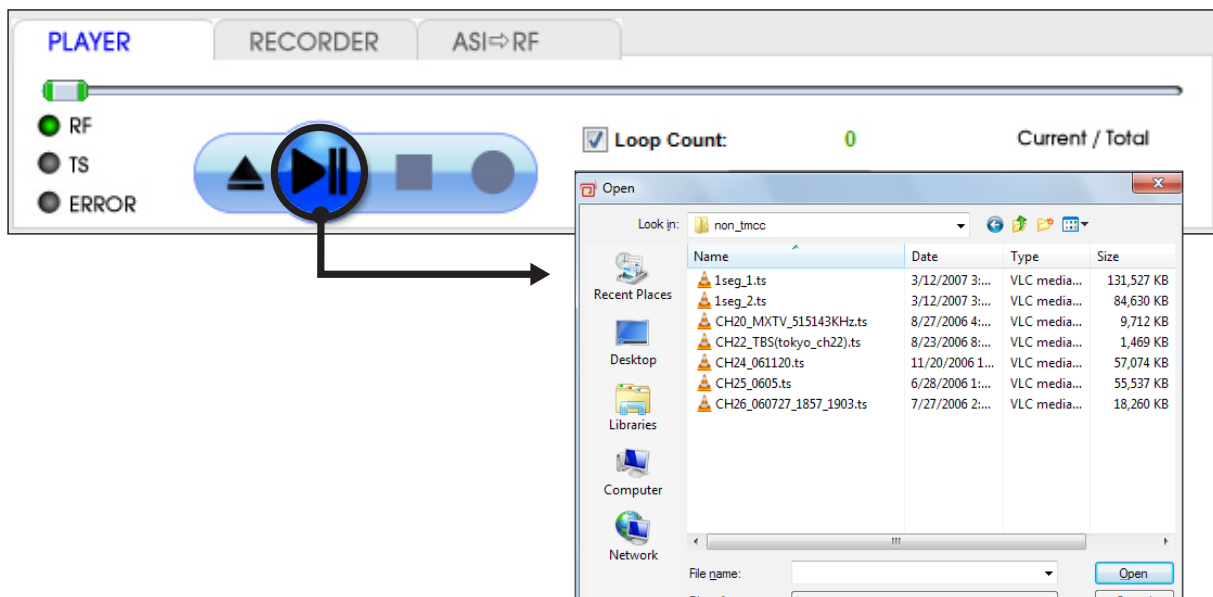 PLAYER RECORDER ASI⇨RF
RF
TS
ERROR
Loop Count: 0 Current / Total
Open
Look in: non_tmcc
Recent Places
Desktop
Libraries
Computer
Network
Name Date Type Size
1seg_1.ts 3/12/2007 3:... VLC media... 131,527 KB
1seg_2.ts 3/12/2007 3:... VLC media... 84,630 KB
CH20_MXTV_515143KHz.ts 8/27/2006 4:... VLC media... 9,712 KB
CH22_TBS(tokyo_ch22).ts 8/23/2006 8:... VLC media... 1,469 KB
CH24_061120.ts 11/20/2006 1... VLC media... 57,074 KB
CH25_0605.ts 6/28/2006 1:... VLC media... 55,537 KB
CH26_060727_1857_1903.ts 7/27/2006 2:... VLC media... 18,260 KB
File name: Open